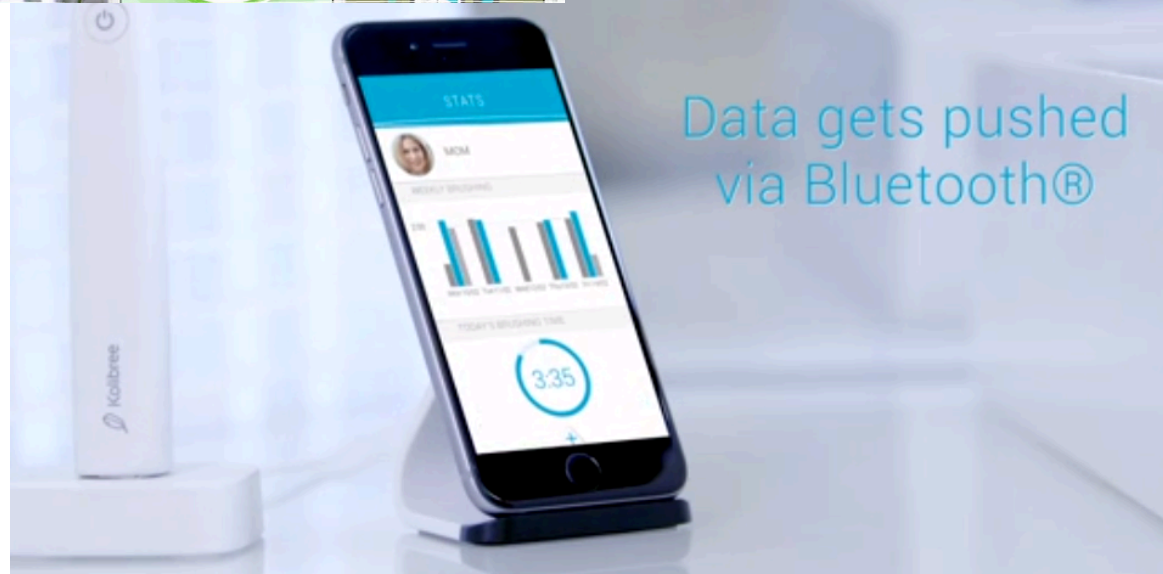 Data gets pushed
via Bluetooth®
STATS
MOM
WEEKLY BRUSHING
TODAY'S BRUSHING TIME
3:35
Kolibree